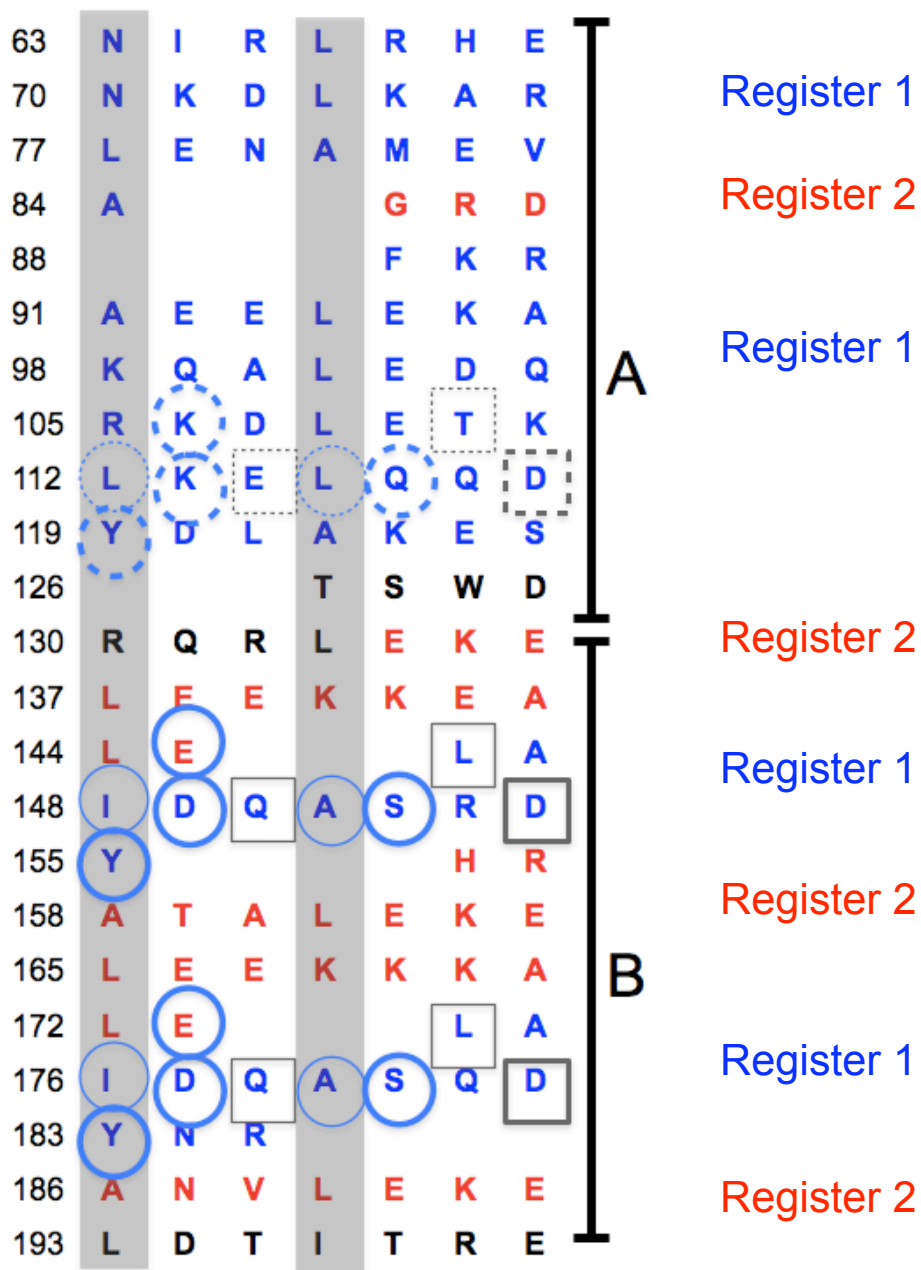 63 N I R L R H E
70 N K D L K A R Register 1
77 L E N A M E V
84 A G R D Register 2
88 F K R
91 A E E L E K A Register 1
98 K Q A L E D Q A
105 R K D L E T K
112 L K E L Q Q D
119 Y D L A K E S
126 T S W D
130 R Q R L E K E Register 2
137 L E E K K E A
144 L E L A Register 1
148 I D Q A S R D
155 Y H R
158 A T A L E K E Register 2
165 L E E K K K A B
172 L E L A
176 I D Q A S Q D Register 1
183 Y N R
186 A N V L E K E Register 2
193 L D T I T R E